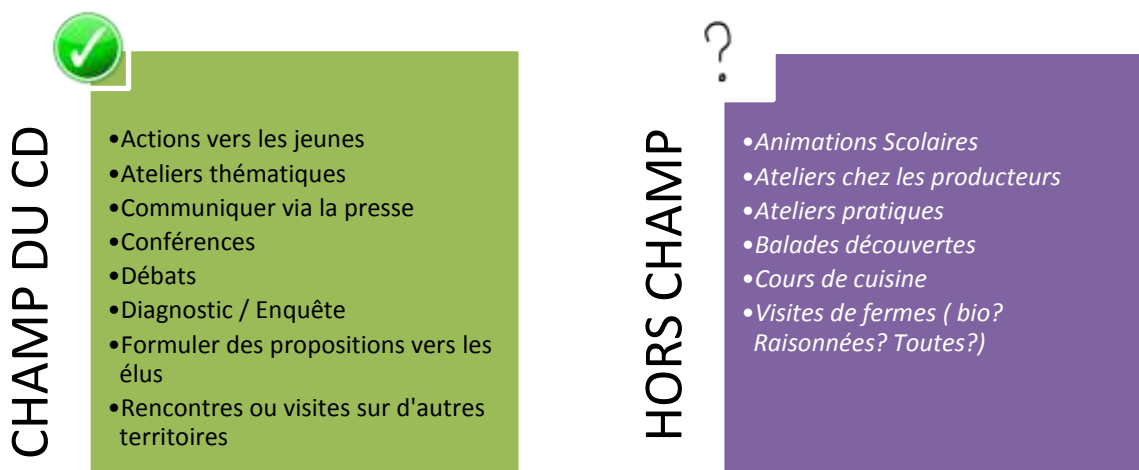 CHAMP DU CD
•Actions vers les jeunes
•Ateliers thématiques
•Communiquer via la presse
•Conférences
•Débats
•Diagnostic / Enquête
•Formuler des propositions vers les
élus
•Rencontres ou visites sur d'autres
territoires
?
HORS CHAMP
•Animations Scolaires
•Ateliers chez les producteurs
•Ateliers pratiques
•Balades découvertes
•Cours de cuisine
•Visites de fermes ( bio?
Raisonnées? Toutes?)